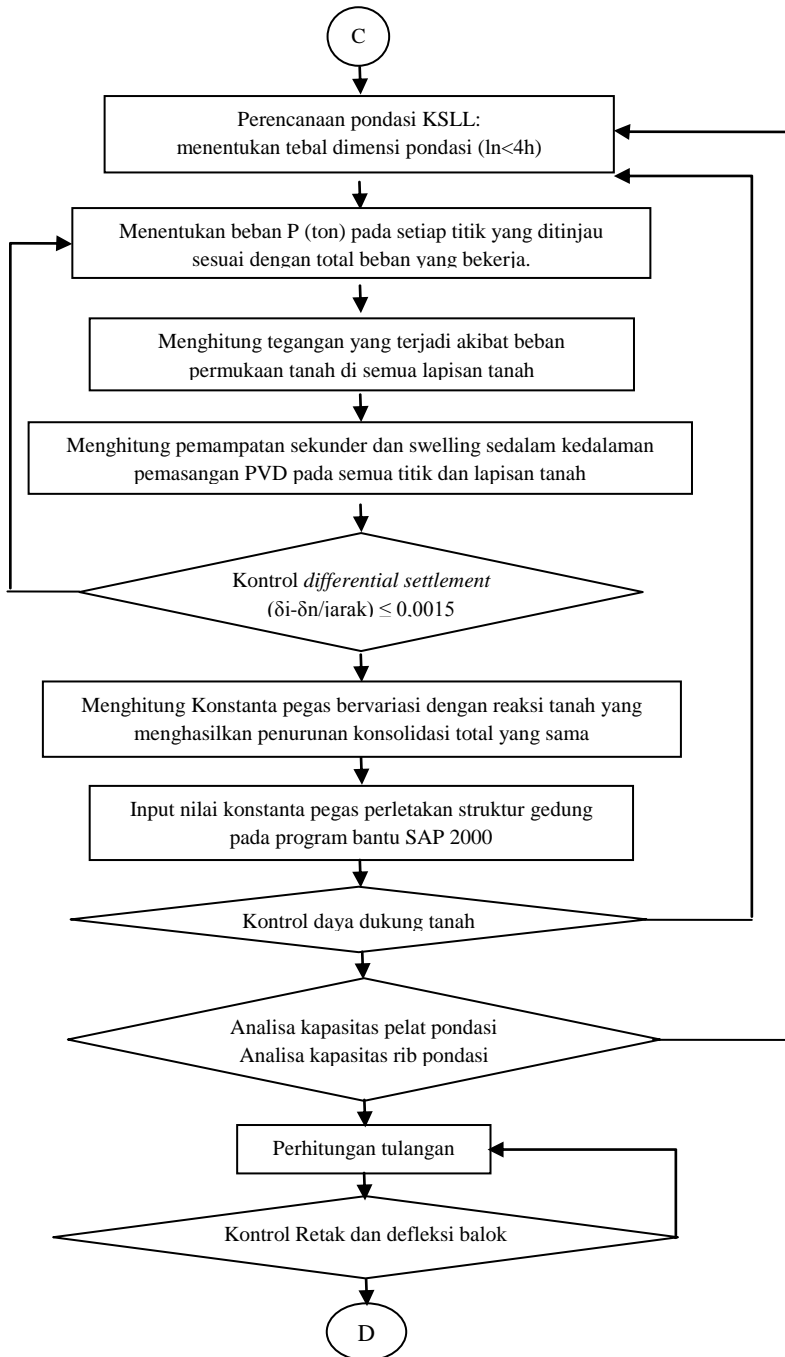 C
Perencanaan pondasi KSLL:
menentukan tebal dimensi pondasi (ln<4h)
Menentukan beban P (ton) pada setiap titik yang ditinjau
sesuai dengan total beban yang bekerja.
Menghitung tegangan yang terjadi akibat beban
permukaan tanah di semua lapisan tanah
Menghitung pemampatan sekunder dan swelling sedalam kedalaman
pemasangan PVD pada semua titik dan lapisan tanah
Kontrol differential settlement
(δi-δn/jarak) ≤ 0,0015
Menghitung Konstanta pegas bervariasi dengan reaksi tanah yang
menghasilkan penurunan konsolidasi total yang sama
Input nilai konstanta pegas perletakan struktur gedung
pada program bantu SAP 2000
Kontrol daya dukung tanah
Analisa kapasitas pelat pondasi
Analisa kapasitas rib pondasi
Perhitungan tulangan
Kontrol Retak dan defleksi balok
D